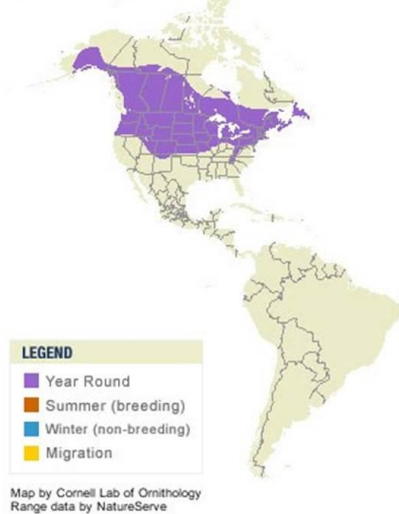 LEGEND
Year Round
Summer (breeding)
Winter (non-breeding)
Migration
Map by Cornell Lab of Ornithology
Range data by NatureServe